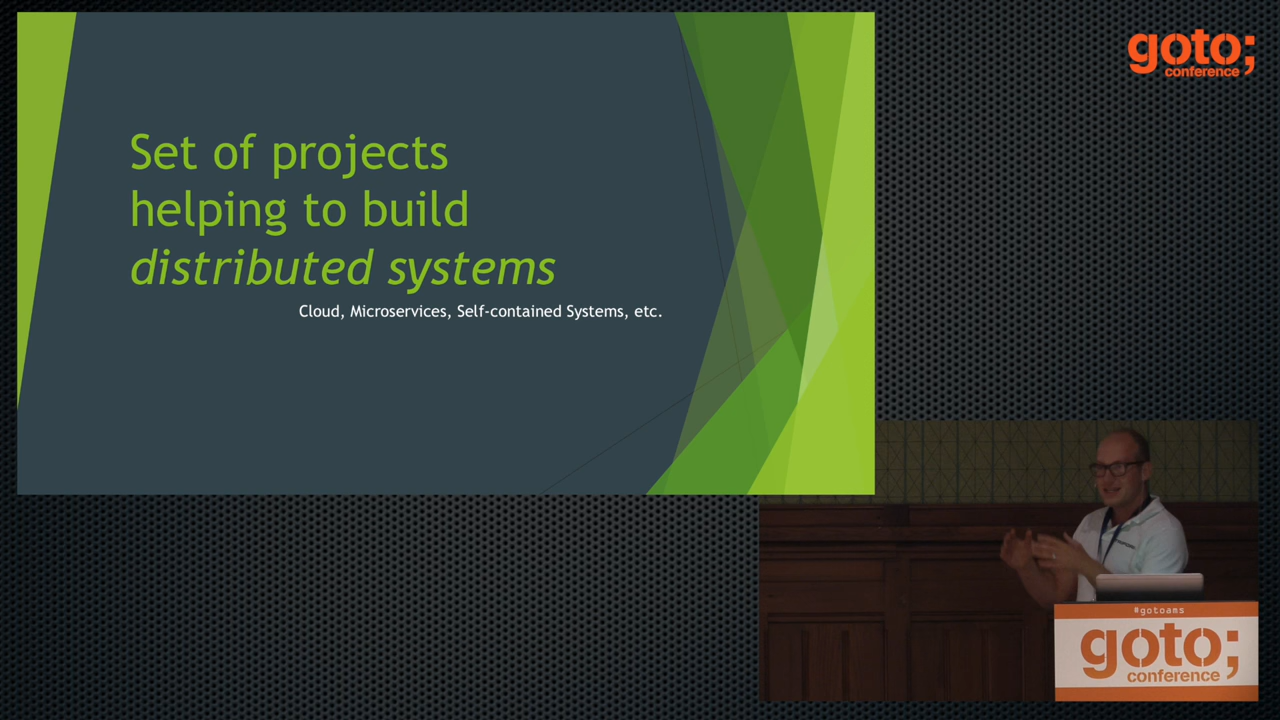 goto;
conference
Set of projects
helping to build
distributed systems
Cloud, Microservices, Self-contained Systems, etc.
#gotoams
goto;
conference